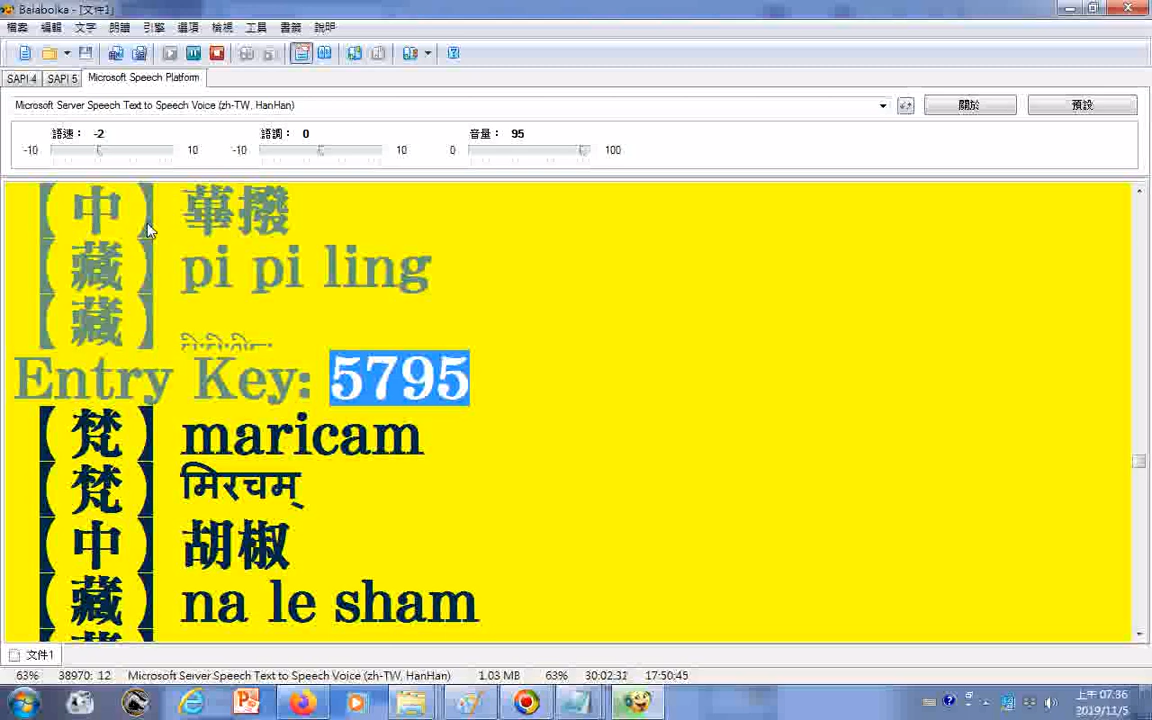 Balabolka - [文件1]
檔案 編輯 文字 朗讀 引擎 選項 檢視 工具 書籤 說明
SAPI 4 SAPI 5 Microsoft Speech Platform
Microsoft Server Speech Text to Speech Voice (zh-TW, HanHan) 關於 預設
語速： -2 語調： 0 音量： 95
-10 10 -10 10 0 100
【 中 】 蓽撥
【 藏 】 pi pi ling
【 藏 】 པི་པི་ལིང་
Entry Key: 5795
【 梵 】 maricam
【 梵 】 मिरचम्
【 中 】 胡椒
【 藏 】 na le sham
文件1
63% 38970: 12 Microsoft Server Speech Text to Speech Voice (zh-TW, HanHan) 1.03 MB 63% 30:02:31 17:50:45
上午 07:36
2019/11/5